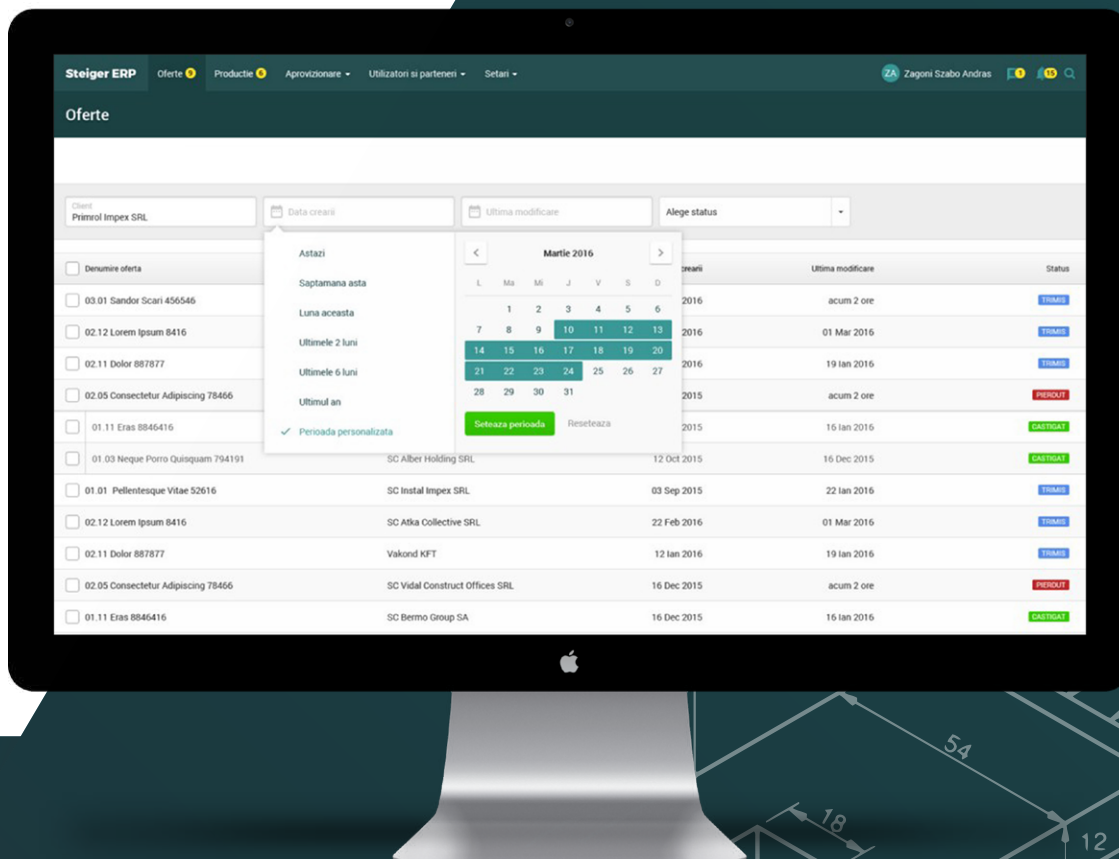 Steiger ERP Oferte 9 Productie 6 Aprovizionare Utilizatori si parteneri Setari ZA Zagoni Szabo Andras 1 15
Oferte
Client
Primrol Impex SRL Data crearii Ultima modificare Alege status
Denumire oferta crearii Ultima modificare Status
03.01 Sandor Scari 456546 2016 acum 2 ore TRIMIS
02.12 Lorem Ipsum 8416 2016 01 Mar 2016 TRIMIS
02.11 Dolor 887877 2016 19 Ian 2016 TRIMIS
02.05 Consectetur Adipiscing 78466 2015 acum 2 ore PIERDUT
01.11 Eras 8846416 2015 16 Ian 2016 CASTIGAT
Astazi
Saptamana asta
Luna aceasta
Ultimele 2 luni
Ultimele 6 luni
Ultimul an
Perioada personalizata
Martie 2016
L Ma Mi J V S D
1 2 3 4 5 6
7 8 9 10 11 12 13
14 15 16 17 18 19 20
21 22 23 24 25 26 27
28 29 30 31
Seteaza perioada Reseteaza
01.03 Neque Porro Quisquam 794191 SC Alber Holding SRL 12 Oct 2015 16 Dec 2015 CASTIGAT
01.01 Pellentesque Vitae 52616 SC Instal Impex SRL 03 Sep 2015 22 Ian 2016 TRIMIS
02.12 Lorem Ipsum 8416 SC Atka Collective SRL 22 Feb 2016 01 Mar 2016 TRIMIS
02.11 Dolor 887877 Vakond KFT 12 Ian 2016 19 Ian 2016 TRIMIS
02.05 Consectetur Adipiscing 78466 SC Vidal Construct Offices SRL 16 Dec 2015 acum 2 ore PIERDUT
01.11 Eras 8846416 SC Bermo Group SA 16 Dec 2015 16 Ian 2016 CASTIGAT
54
18
12